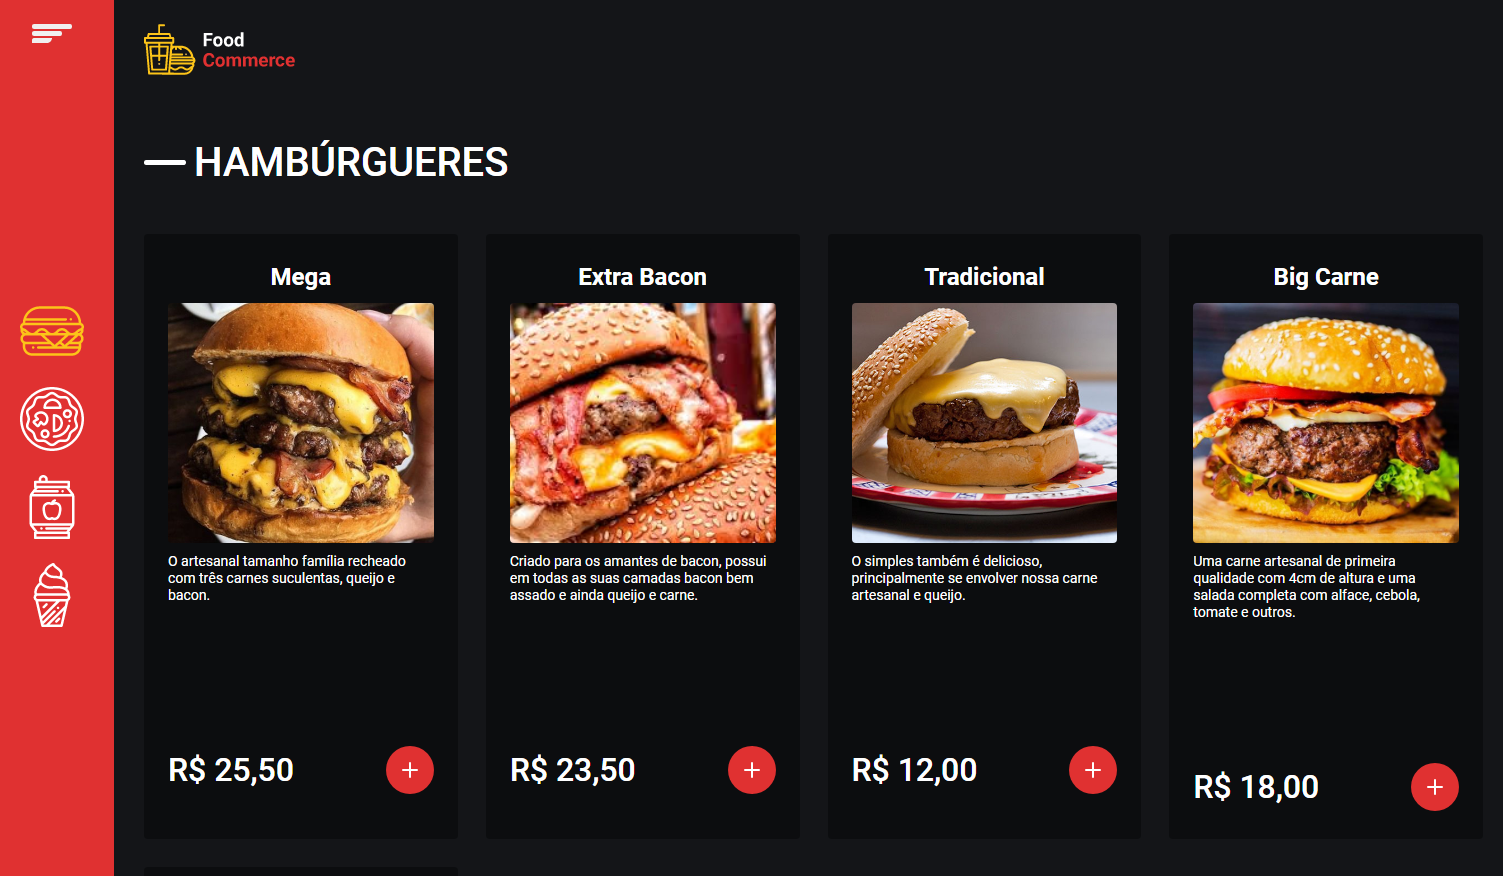 Food
Commerce
HAMBÚRGUERES
Mega
O artesanal tamanho família recheado
com três carnes suculentas, queijo e
bacon.
R$ 25,50
Extra Bacon
Criado para os amantes de bacon, possui
em todas as suas camadas bacon bem
assado e ainda queijo e carne.
R$ 23,50
Tradicional
O simples também é delicioso,
principalmente se envolver nossa carne
artesanal e queijo.
R$ 12,00
Big Carne
Uma carne artesanal de primeira
qualidade com 4cm de altura e uma
salada completa com alface, cebola,
tomate e outros.
R$ 18,00